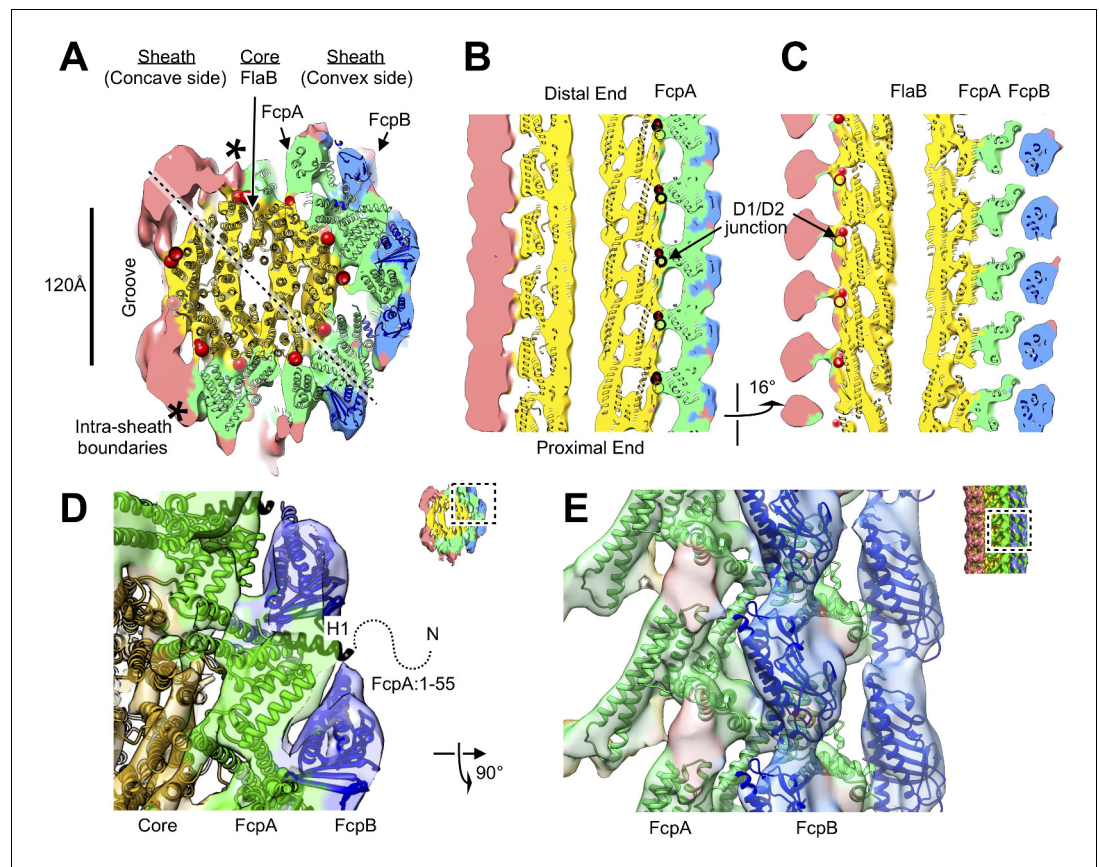 A
Sheath
(Concave side)
Core
FlaB
Sheath
(Convex side)
FcpA
FcpB
*
120Å
Groove
*
Intra-sheath
boundaries
B
Distal End
FcpA
D1/D2
junction
16°
Proximal End
C
FlaB
FcpA
FcpB
D
H1
N
FcpA:1-55
90°
Core
FcpA
FcpB
E
FcpA
FcpB